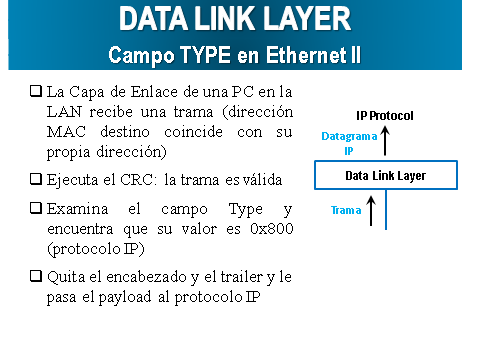 DATA LINK LAYER
Campo TYPE en Ethernet II
La Capa de Enlace de una PC en la
LAN recibe una trama (dirección
MAC destino coincide con su
propia dirección)
Ejecuta el CRC: la trama es válida
Examina el campo Type y
encuentra que su valor es 0x800
(protocolo IP)
Quita el encabezado y el trailer y le
pasa el payload al protocolo IP
IP Protocol
Datagrama
IP
Data Link Layer
Trama